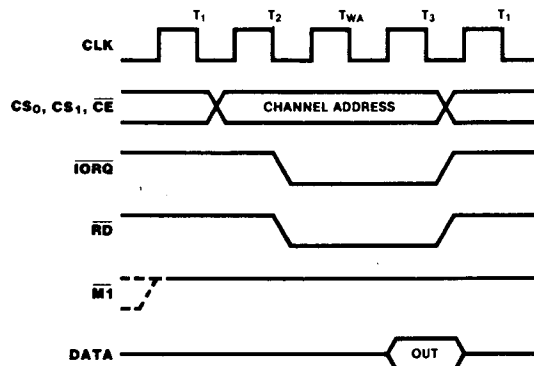 T1 T2 TWA T3 T1
CLK
CS0, CS1, CE CHANNEL ADDRESS
IORQ
RD
M1
DATA OUT